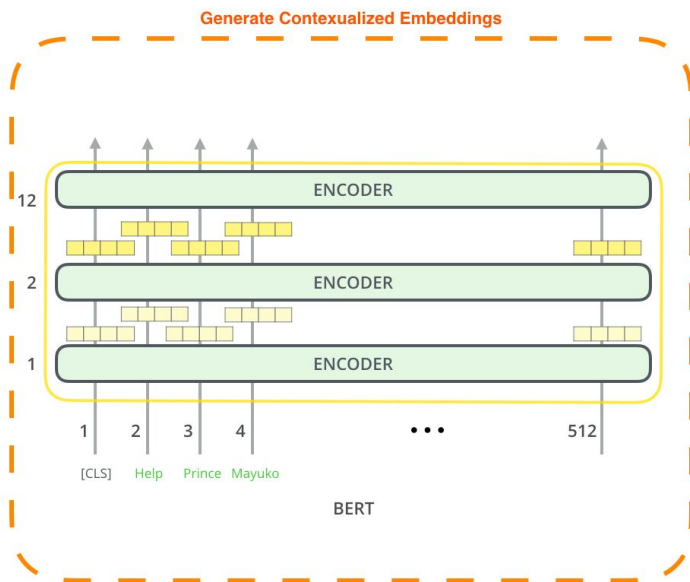 Generate Contexualized Embeddings
12 ENCODER
2 ENCODER
1 ENCODER
1 2 3 4 ••• 512
[CLS] Help Prince Mayuko
BERT